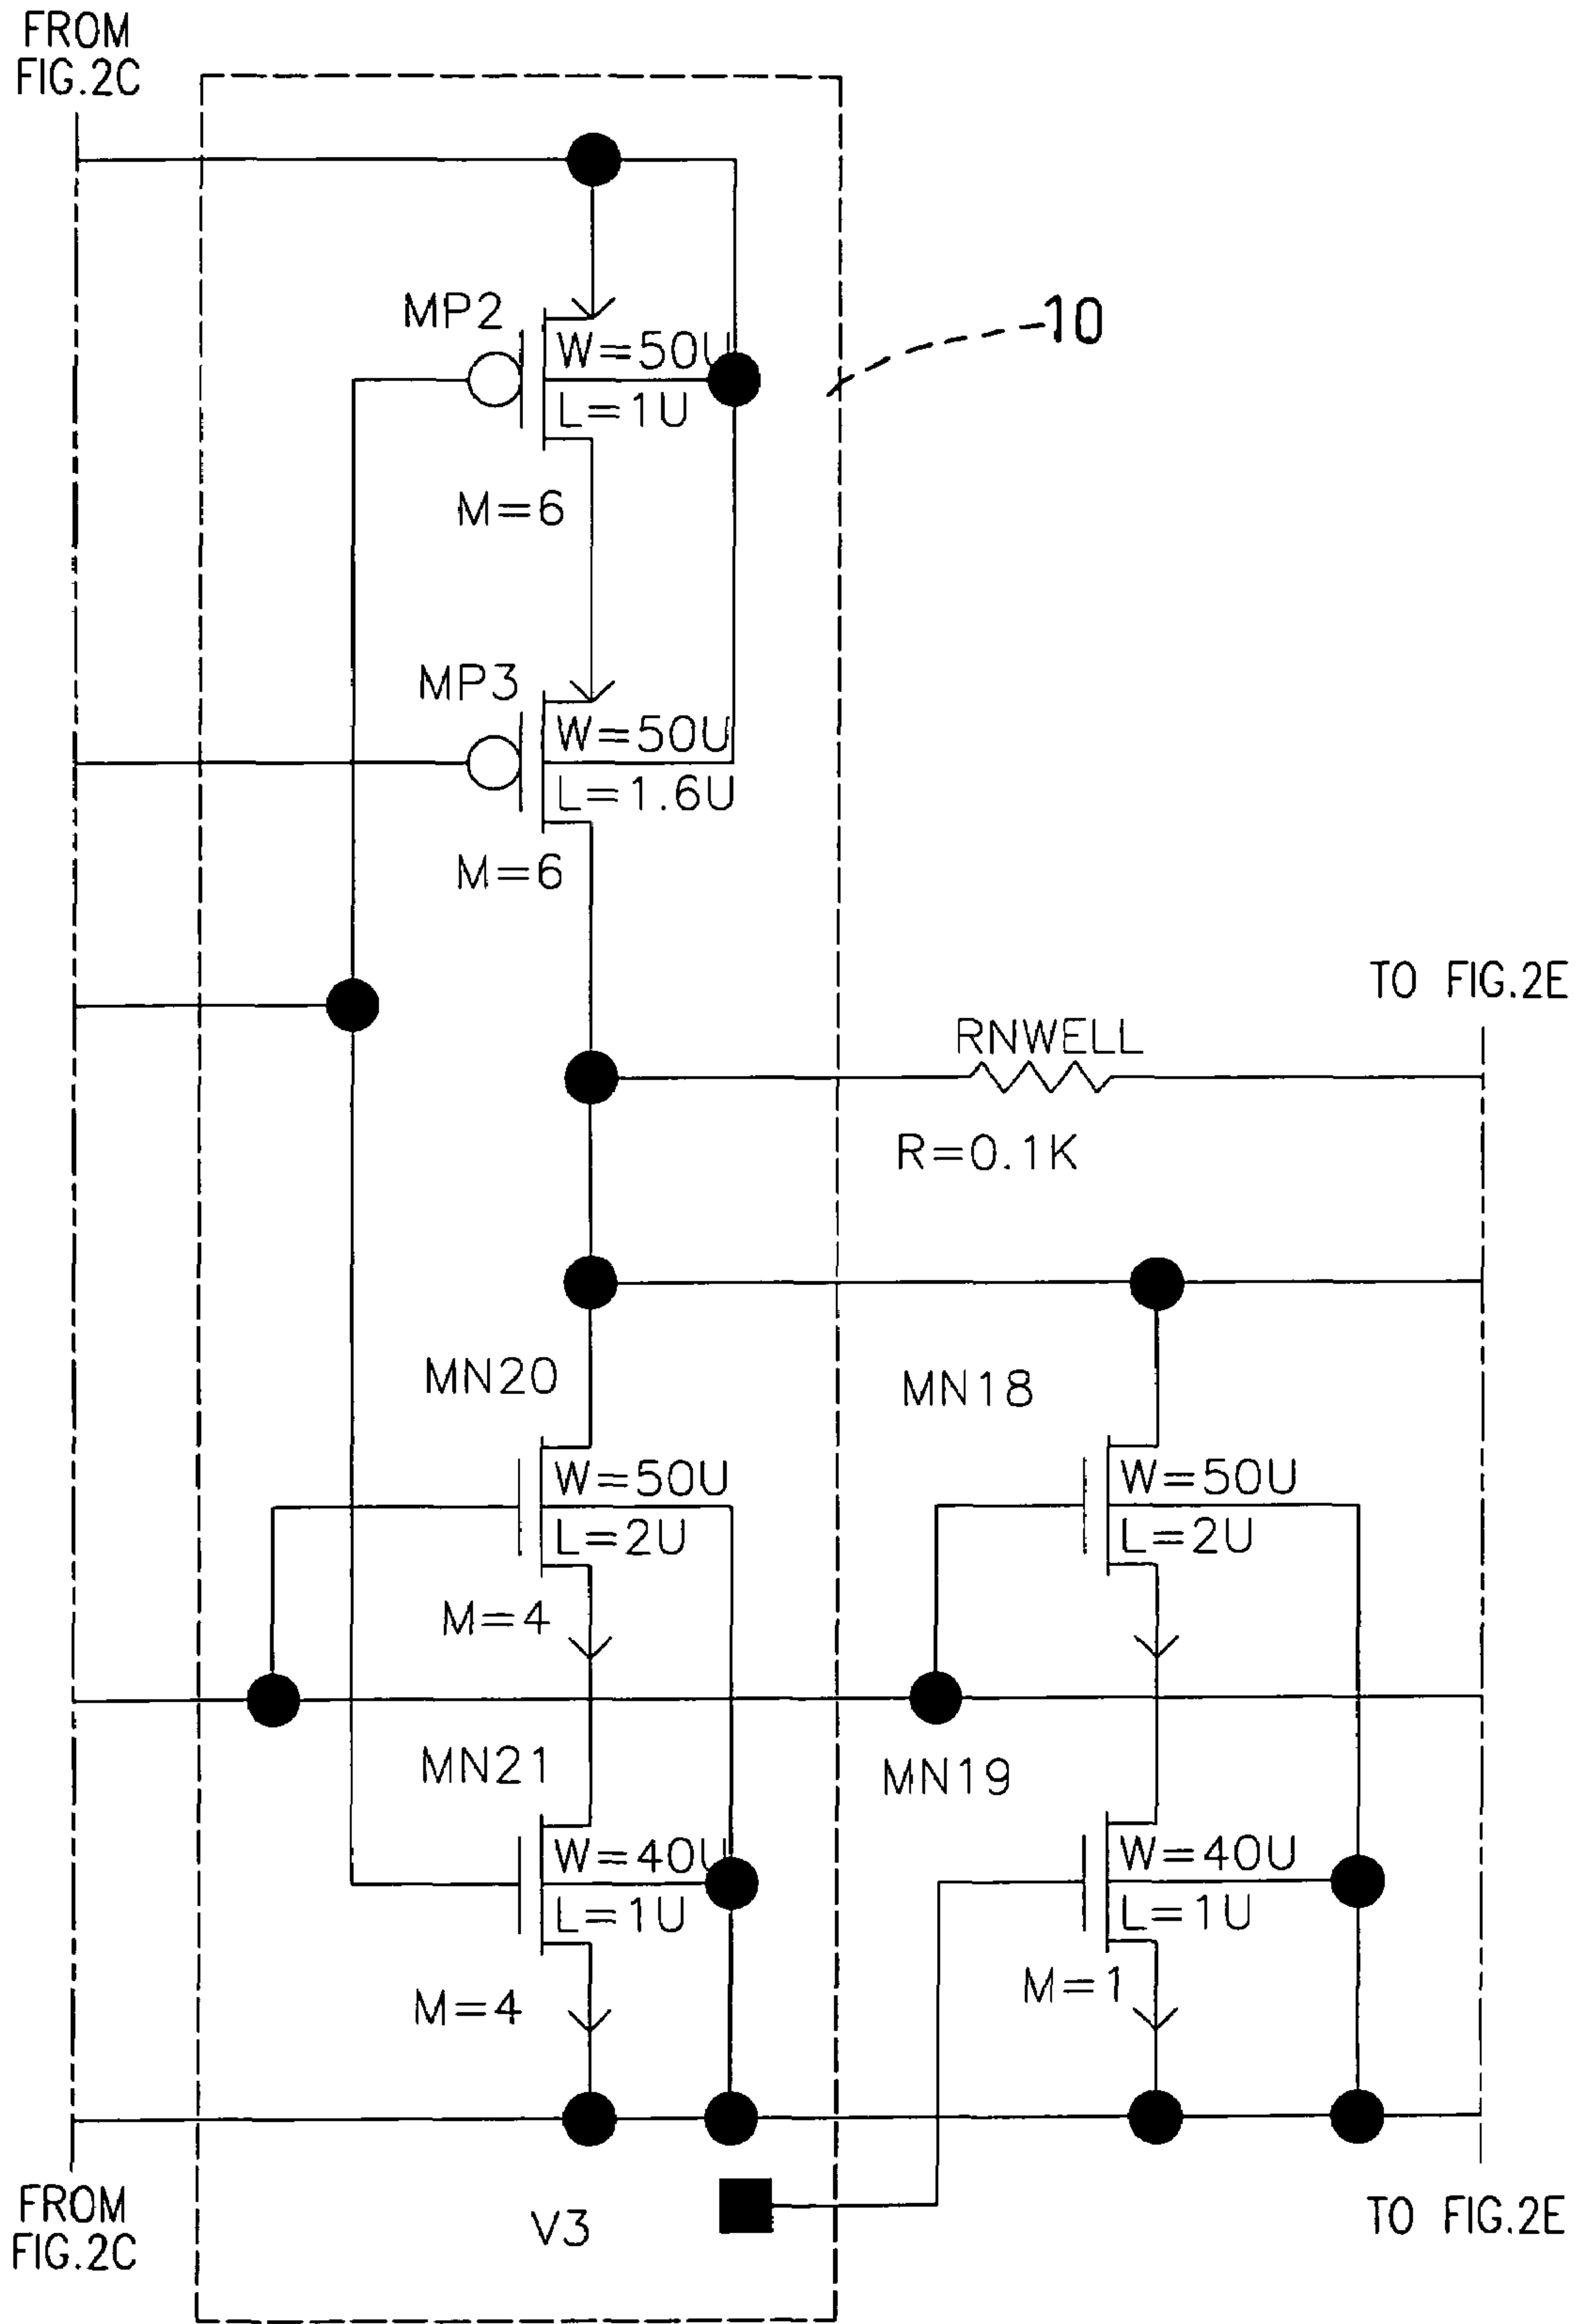 FROM
FIG.2C
MP2
W=50U
L=1U
10
M=6
MP3
W=50U
L=1.6U
M=6
TO FIG.2E
RNWELL
R=0.1K
MN20
MN18
W=50U
L=2U
W=50U
L=2U
M=4
MN21
MN19
W=40U
L=1U
W=40U
L=1U
M=4
M=1
FROM
FIG.2C
V3
TO FIG.2E